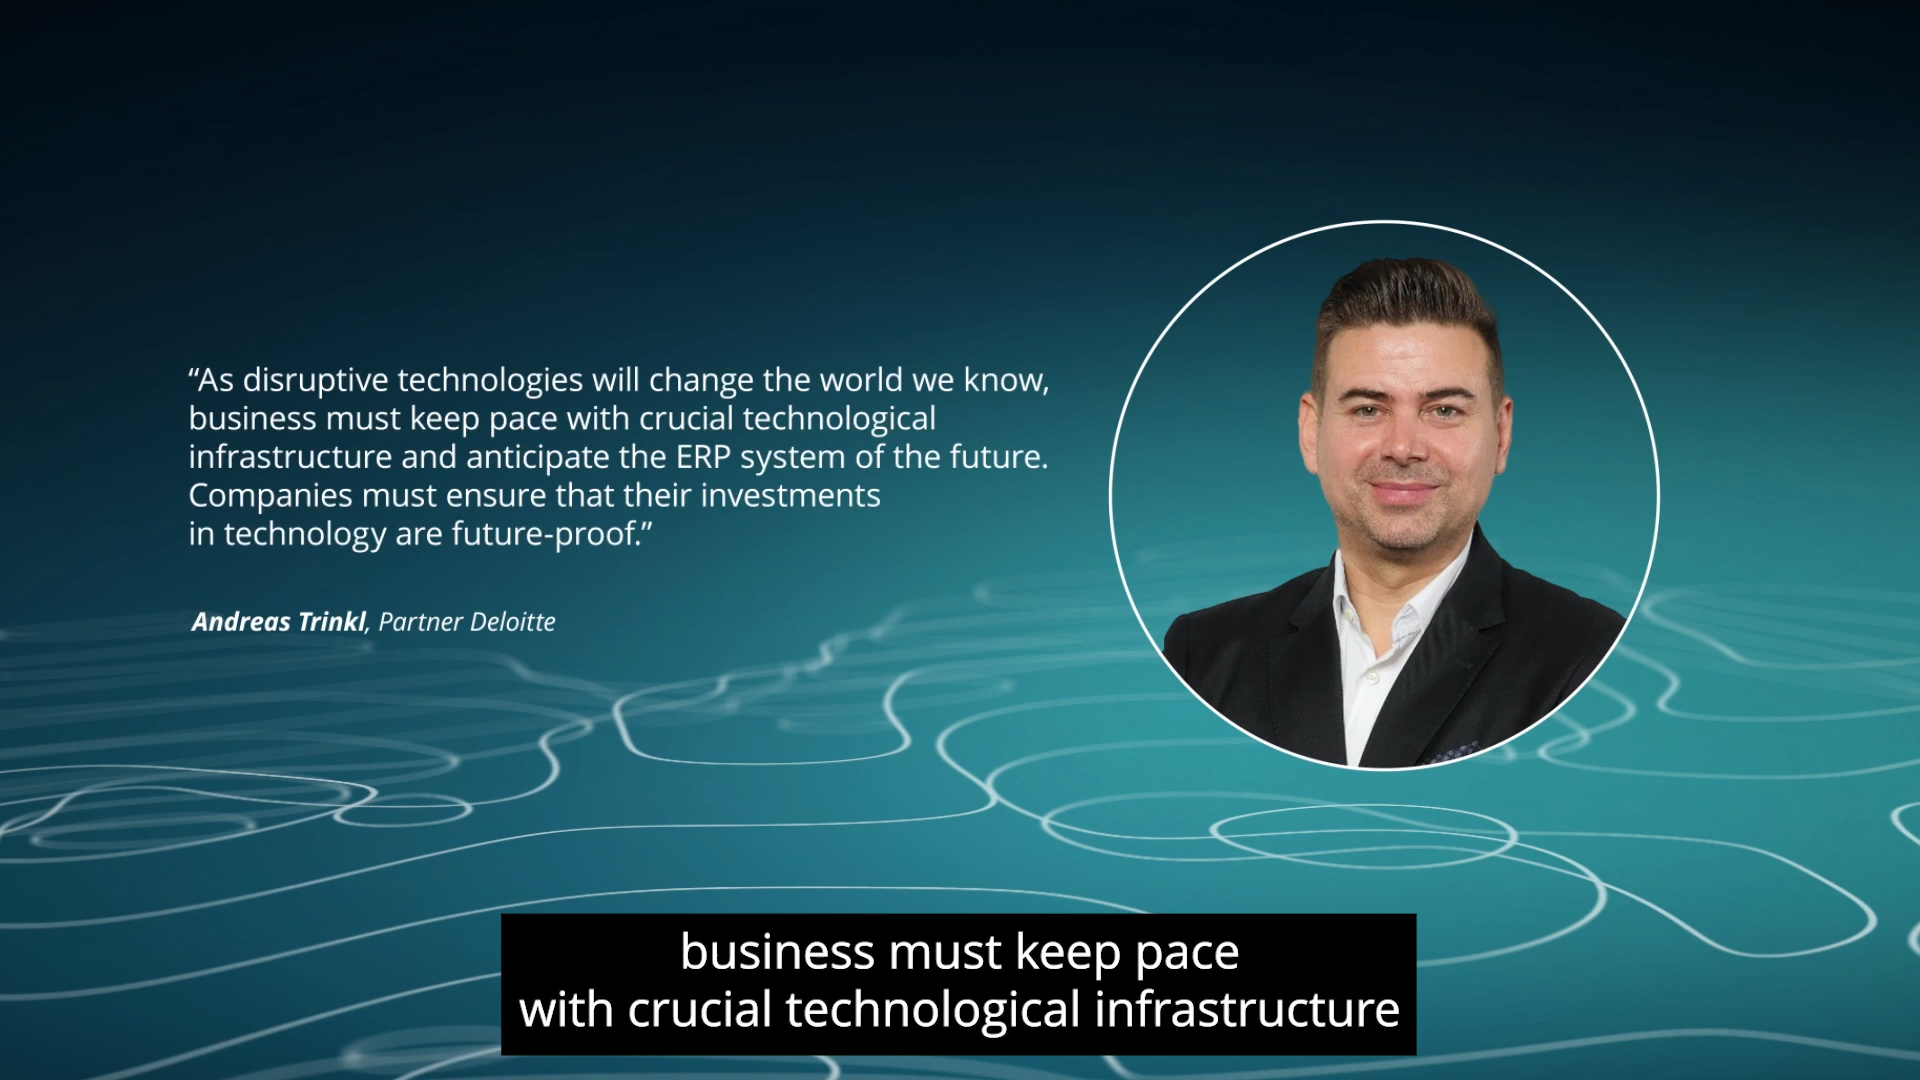 “As disruptive technologies will change the world we know,
business must keep pace with crucial technological
infrastructure and anticipate the ERP system of the future.
Companies must ensure that their investments
in technology are future-proof.”
Andreas Trinkl, Partner Deloitte
business must keep pace
with crucial technological infrastructure